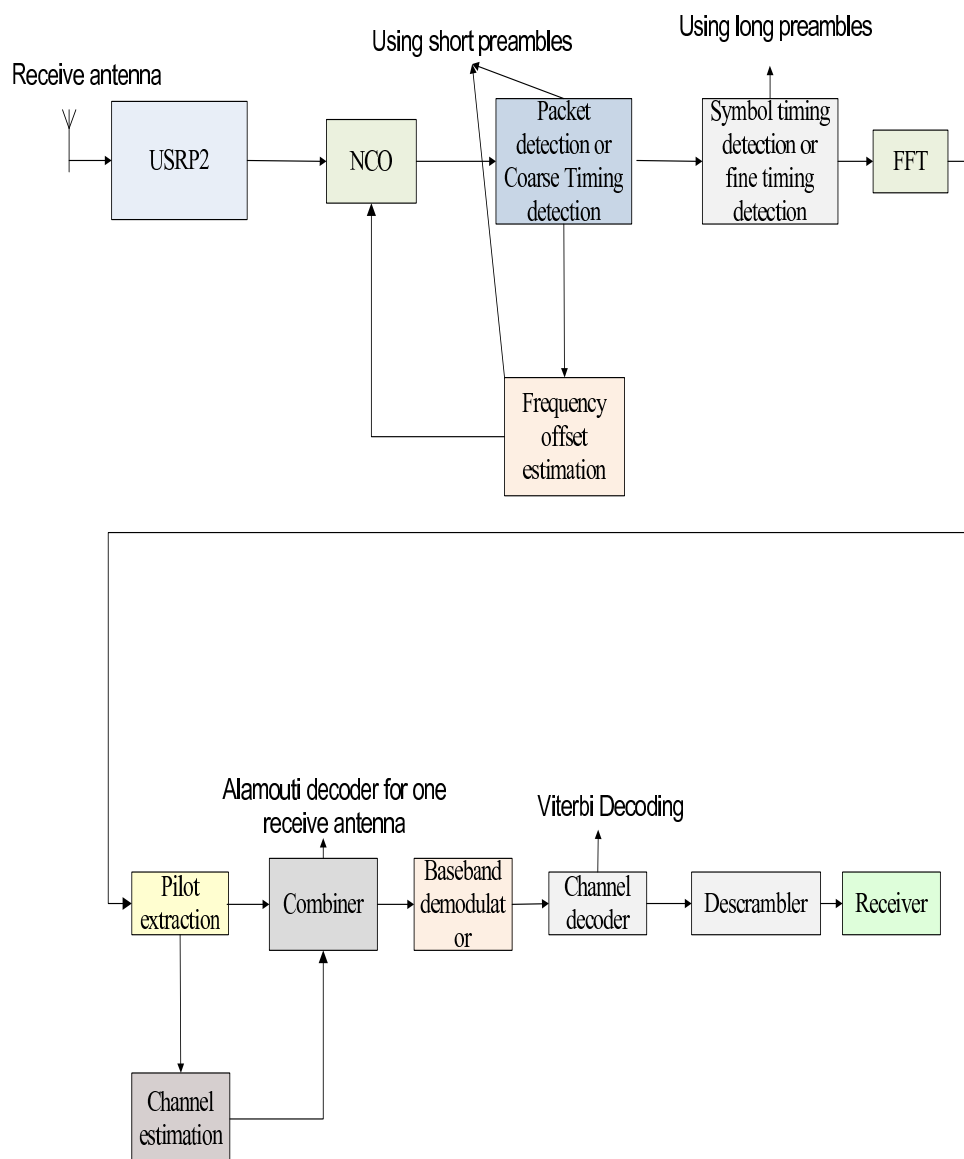 Using short preambles
Using long preambles
Receive antenna
USRP2
NCO
Packet
detection or
Coarse Timing
detection
Symbol timing
detection or
fine timing
detection
FFT
Frequency
offset
estimation
Alamouti decoder for one
receive antenna
Viterbi Decoding
Pilot
extraction
Combiner
Baseband
demodulat
or
Channel
decoder
Descrambler
Receiver
Channel
estimation